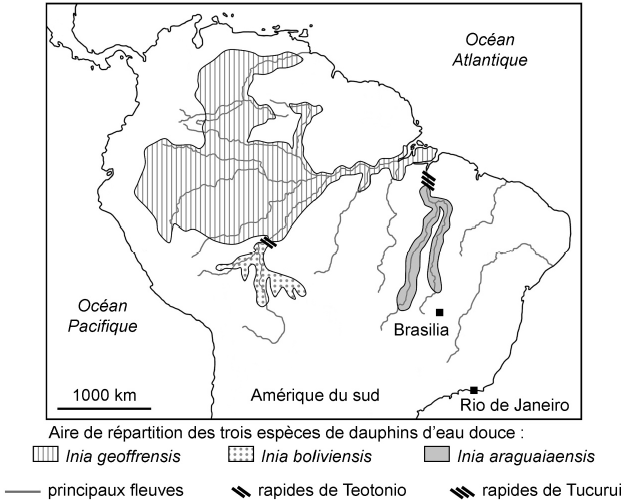 Océan
Atlantique
Océan
Pacifique
Brasilia
1000 km
Amérique du sud
Rio de Janeiro
Aire de répartition des trois espèces de dauphins d'eau douce :
Inia geoffrensis Inia boliviensis Inia araguaiaensis
principaux fleuves rapides de Teotonio rapides de Tucurui